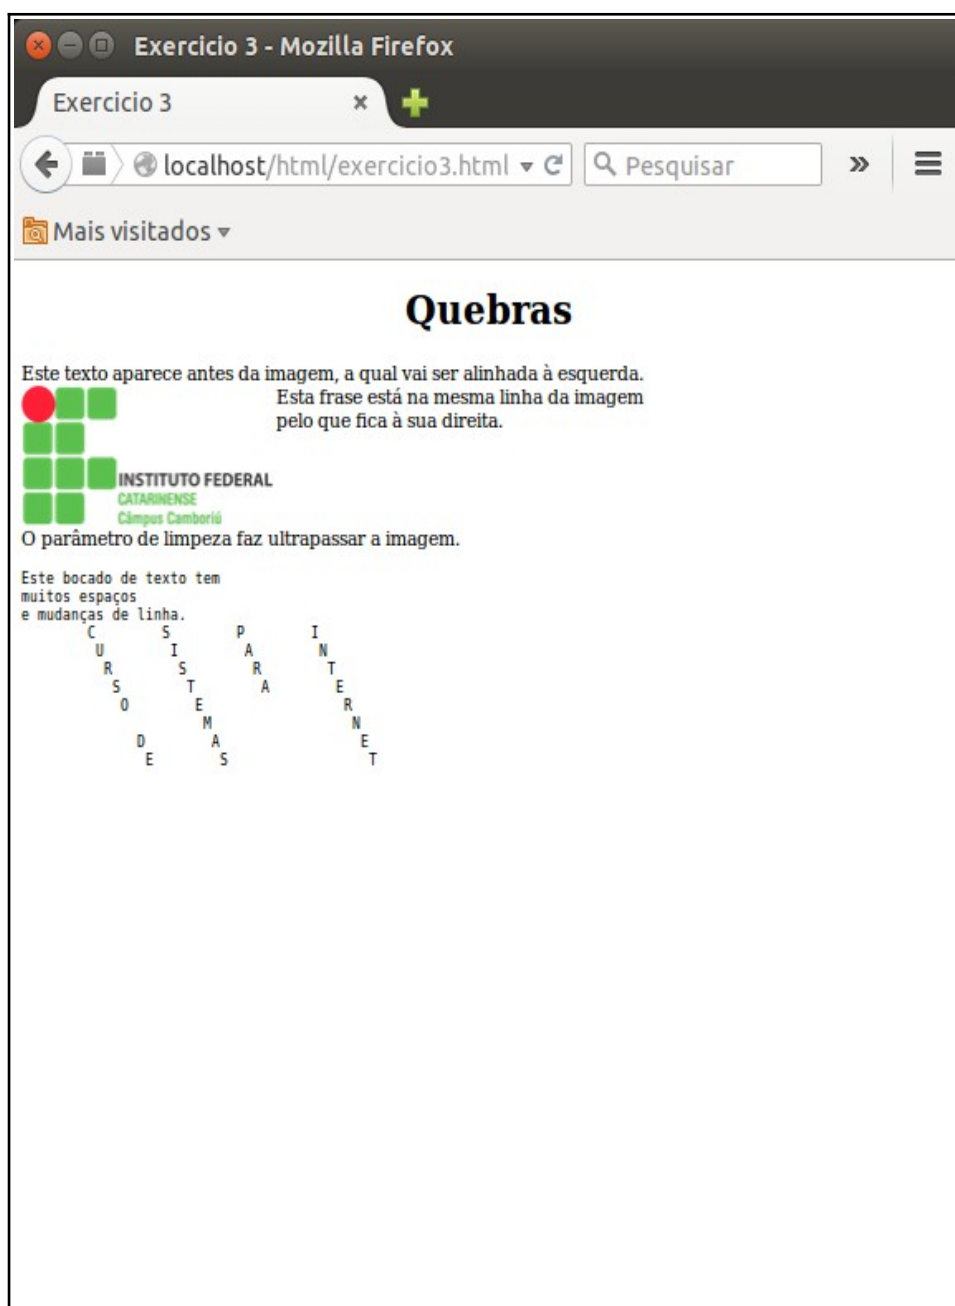 Exercicio 3 - Mozilla Firefox
Exercicio 3
localhost/html/exercicio3.html
Pesquisar
Mais visitados
Quebras
Este texto aparece antes da imagem, a qual vai ser alinhada à esquerda.
Esta frase está na mesma linha da imagem
pelo que fica à sua direita.
INSTITUTO FEDERAL
CATARINENSE
Câmpus Camboriú
O parâmetro de limpeza faz ultrapassar a imagem.
Este bocado de texto tem
muitos espaços
e mudanças de linha.
        C        S        P        I
         U        I        A        N
          R        S        R        T
           S        T        A        E
            O        E                R
                      M                N
              D        A                E
               E        S                T